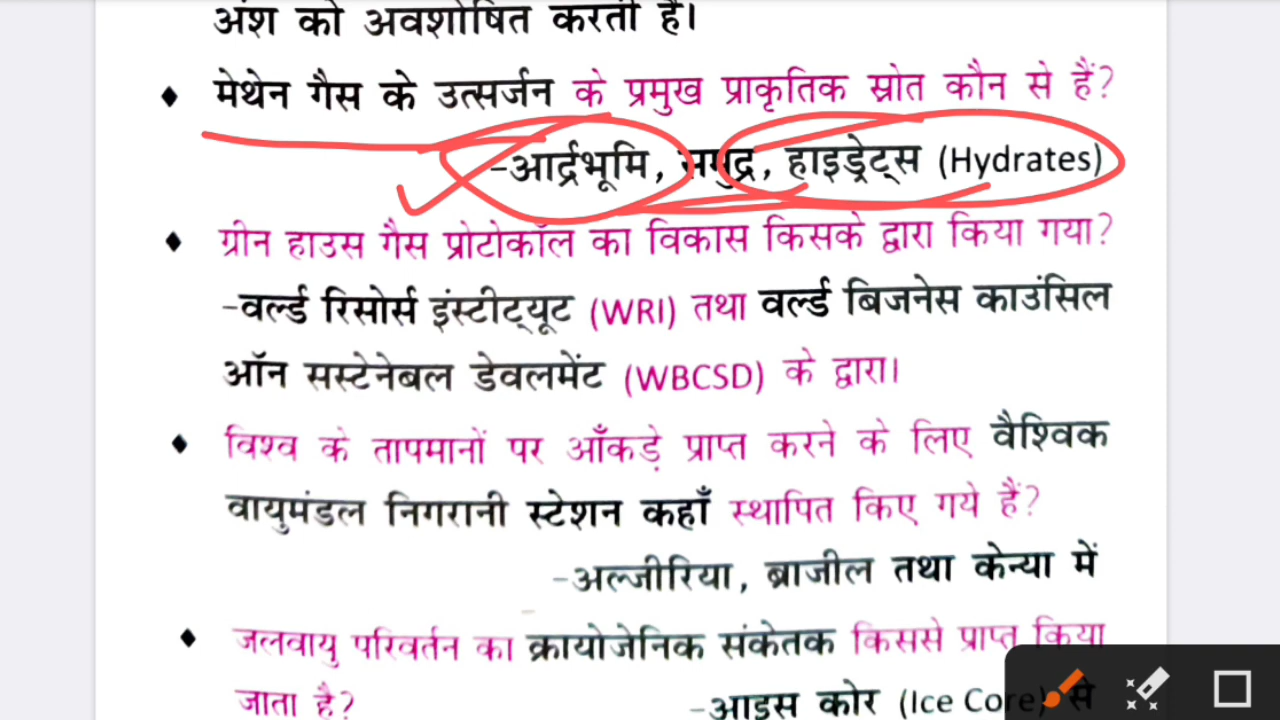 अंश को अवशोषित करती है।
♦ मेथेन गैस के उत्सर्जन के प्रमुख प्राकृतिक स्रोत कौन से हैं?
-आर्द्रभूमि, समुद्र, हाइड्रेट्स (Hydrates)
♦ ग्रीन हाउस गैस प्रोटोकॉल का विकास किसके द्वारा किया गया?
-वर्ल्ड रिसोर्स इंस्टीट्यूट (WRI) तथा वर्ल्ड बिजनेस काउंसिल
ऑन सस्टेनेबल डेवलमेंट (WBCSD) के द्वारा।
♦ विश्व के तापमानों पर आँकड़े प्राप्त करने के लिए वैश्विक
वायुमंडल निगरानी स्टेशन कहाँ स्थापित किए गये हैं?
-अल्जीरिया, ब्राजील तथा केन्या में
♦ जलवायु परिवर्तन का क्रायोजेनिक संकेतक किससे प्राप्त किया
जाता है?
-आइस कोर (Ice Core) से